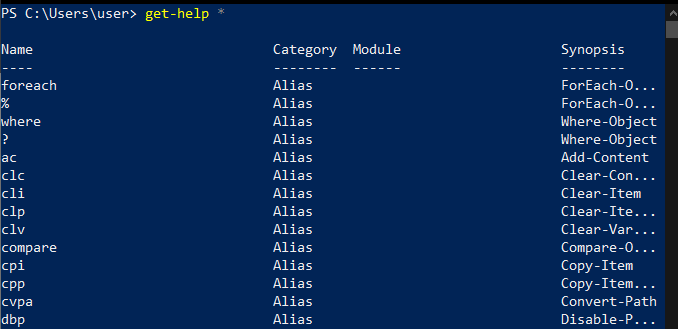 PS C:\Users\user> get-help *
Name Category Module Synopsis
---- -------- ------ --------
foreach Alias ForEach-O...
% Alias ForEach-O...
where Alias Where-Object
? Alias Where-Object
ac Alias Add-Content
clc Alias Clear-Con...
cli Alias Clear-Item
clp Alias Clear-Ite...
clv Alias Clear-Var...
compare Alias Compare-O...
cpi Alias Copy-Item
cpp Alias Copy-Item...
cvpa Alias Convert-Path
dbp Alias Disable-P...